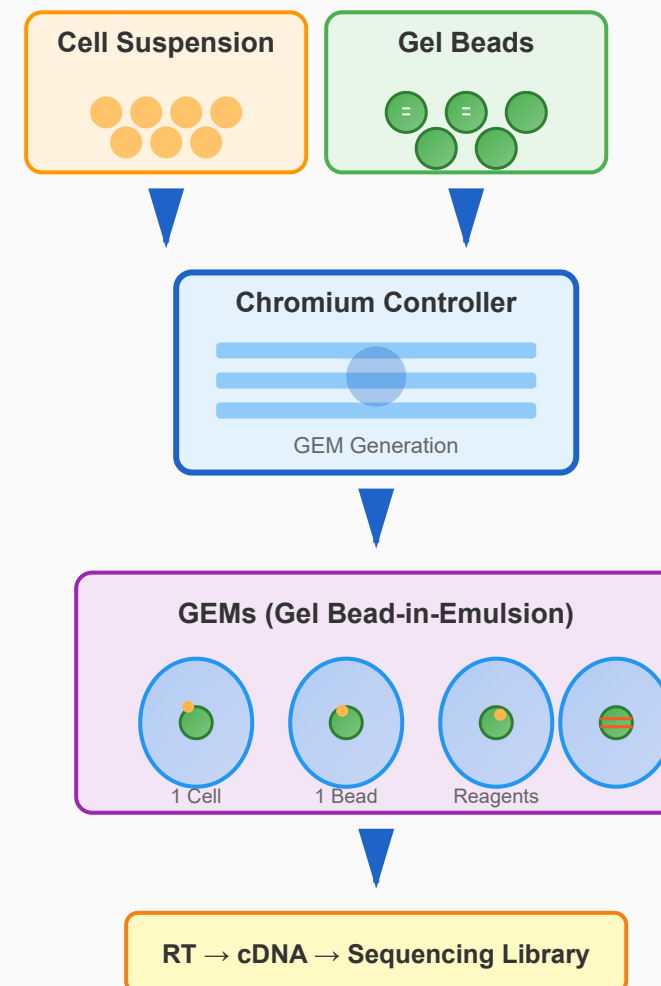 Cell Suspension
Gel Beads
=
=
Chromium Controller
GEM Generation
GEMs (Gel Bead-in-Emulsion)
1 Cell
1 Bead
Reagents
RT → cDNA → Sequencing Library